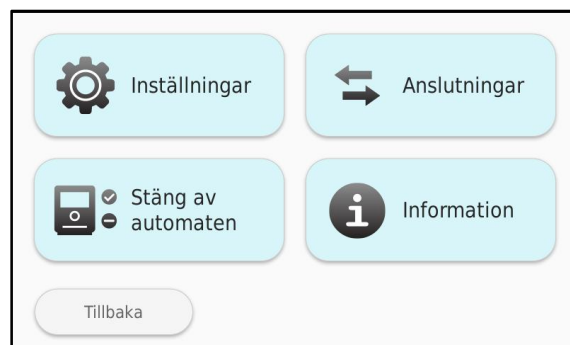 Inställningar
Anslutningar
Stäng av
automaten
Information
Tillbaka